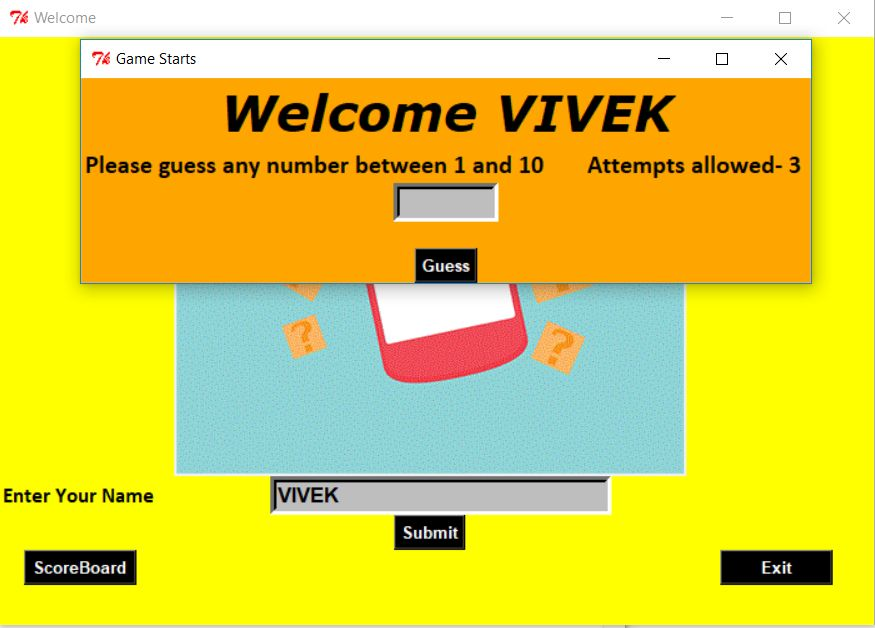 Welcome
Game Starts
Welcome VIVEK
Please guess any number between 1 and 10 Attempts allowed- 3
Guess
? ?
Enter Your Name VIVEK
Submit
ScoreBoard Exit